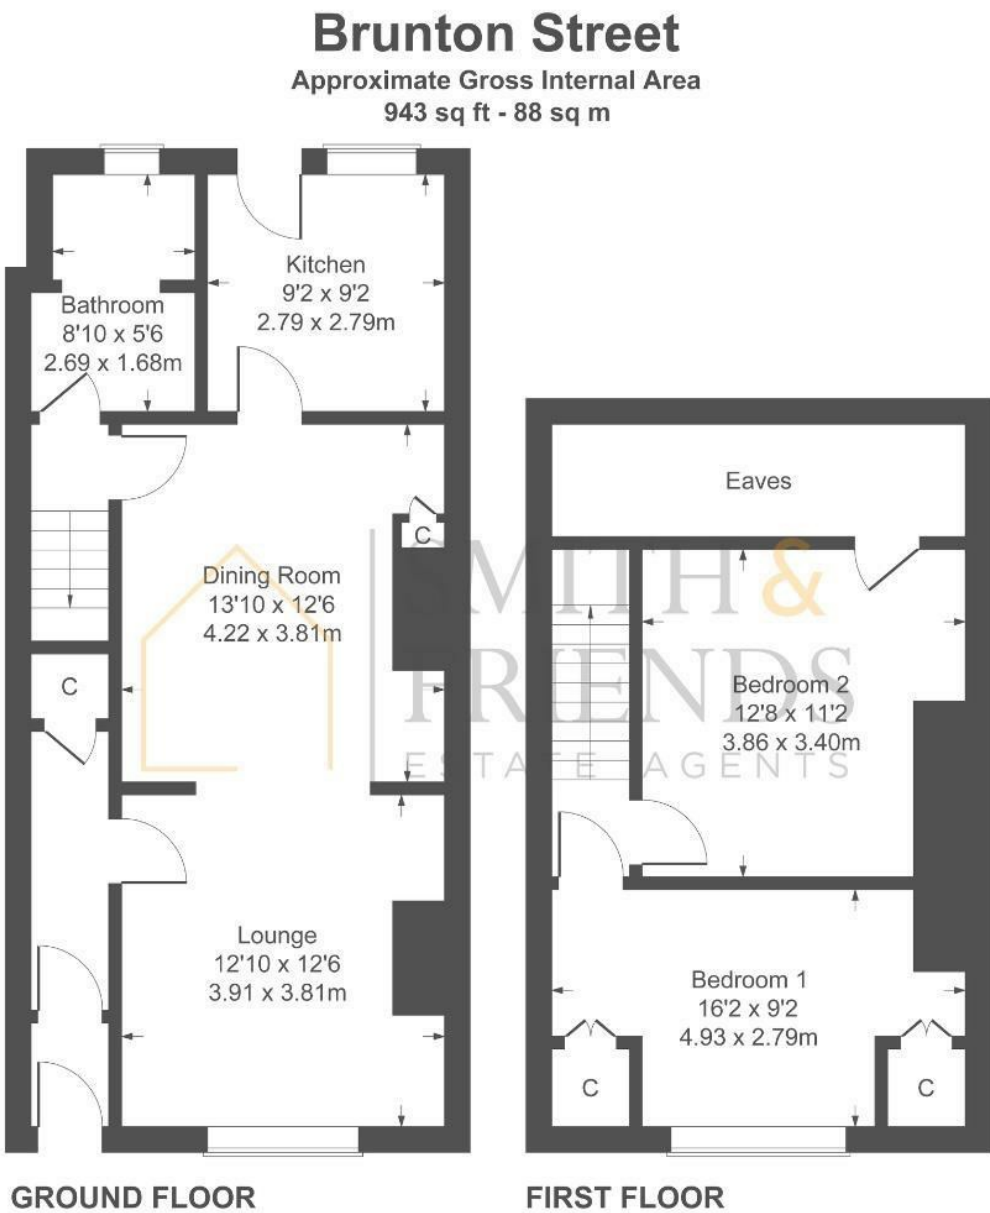 Brunton Street
Approximate Gross Internal Area
943 sq ft - 88 sq m
Bathroom
8'10 x 5'6
2.69 x 1.68m
Kitchen
9'2 x 9'2
2.79 x 2.79m
Dining Room
13'10 x 12'6
4.22 x 3.81m
C
C
Lounge
12'10 x 12'6
3.91 x 3.81m
GROUND FLOOR
Eaves
Bedroom 2
12'8 x 11'2
3.86 x 3.40m
Bedroom 1
16'2 x 9'2
4.93 x 2.79m
C
C
FIRST FLOOR
SMITH &
FRIENDS
ESTATE AGENTS